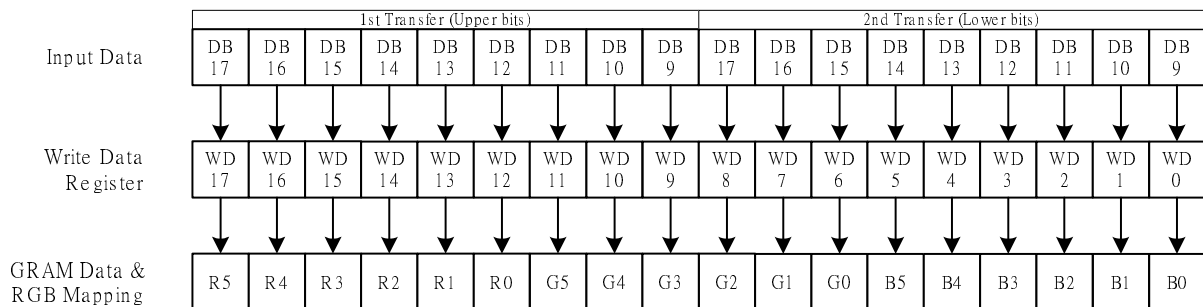 1st Transfer (Upper bits) 2nd Transfer (Lower bits)
Input Data DB 17 DB 16 DB 15 DB 14 DB 13 DB 12 DB 11 DB 10 DB 9 DB 17 DB 16 DB 15 DB 14 DB 13 DB 12 DB 11 DB 10 DB 9
Write Data Register WD 17 WD 16 WD 15 WD 14 WD 13 WD 12 WD 11 WD 10 WD 9 WD 8 WD 7 WD 6 WD 5 WD 4 WD 3 WD 2 WD 1 WD 0
GRAM Data & RGB Mapping R5 R4 R3 R2 R1 R0 G5 G4 G3 G2 G1 G0 B5 B4 B3 B2 B1 B0